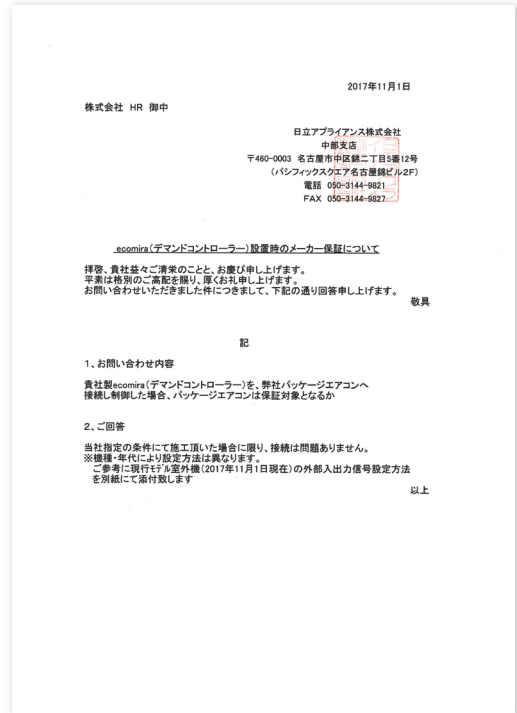 2017年11月1日
株式会社 HR 御中
日立アプライアンス株式会社
中部支店
〒460-0003 名古屋市中区錦二丁目5番12号
(パシフィックスクエア名古屋錦ビル2F)
電話 050-3144-9821
FAX 050-3144-9827
ecomira(デマンドコントローラー)設置時のメーカー保証について
拝啓、貴社益々ご清栄のことと、お慶び申し上げます。
平素は格別のご高配を賜り、厚くお礼申し上げます。
お問い合わせいただきました件につきまして、下記の通り回答申し上げます。
敬具
記
1、お問い合わせ内容
貴社製ecomira(デマンドコントローラー)を、弊社パッケージエアコンへ
接続し制御した場合、パッケージエアコンは保証対象となるか
2、ご回答
当社指定の条件にて施工頂いた場合に限り、接続は問題ありません。
※機種・年代により設定方法は異なります。
ご参考に現行ﾓﾃﾞﾙ室外機(2017年11月1日現在)の外部入出力信号設定方法
を別紙にて添付致します
以上